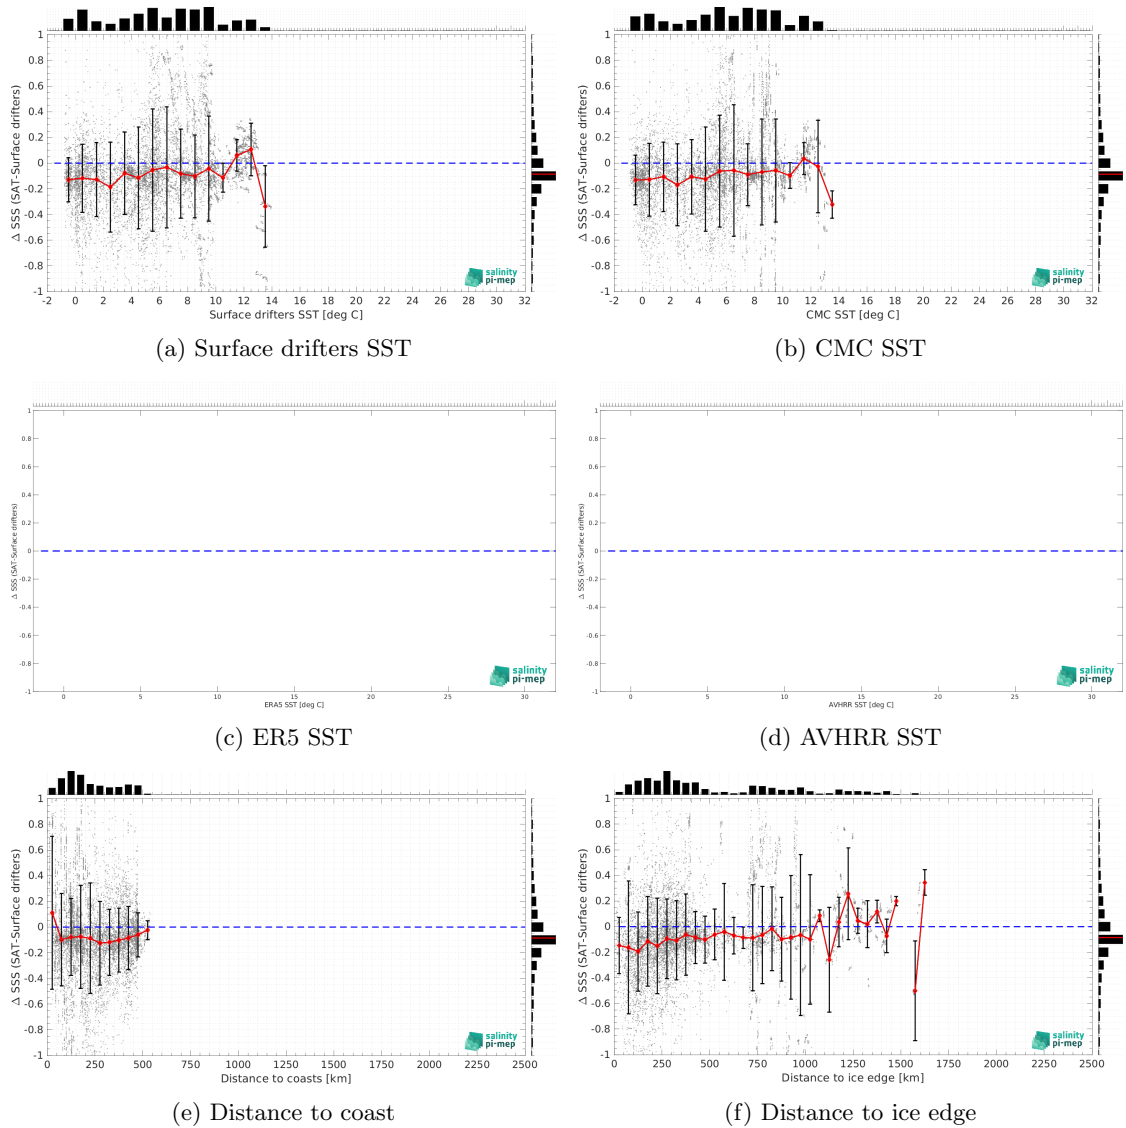 1
0.8
0.6
0.4
0.2
0
-0.2
-0.4
-0.6
-0.8
-1
Δ SSS (SAT-Surface drifters)
-2 0 2 4 6 8 10 12 14 16 18 20 22 24 26 28 30 32
Surface drifters SST [deg C]
salinity
pi-mep
(a) Surface drifters SST
1
0.8
0.6
0.4
0.2
0
-0.2
-0.4
-0.6
-0.8
-1
Δ SSS (SAT-Surface drifters)
-2 0 2 4 6 8 10 12 14 16 18 20 22 24 26 28 30 32
CMC SST [deg C]
salinity
pi-mep
(b) CMC SST
1
0.8
0.6
0.4
0.2
0
-0.2
-0.4
-0.6
-0.8
-1
Δ SSS (SAT-Surface drifters)
0 5 10 15 20 25 30
ERA5 SST [deg C]
salinity
pi-mep
(c) ER5 SST
1
0.8
0.6
0.4
0.2
0
-0.2
-0.4
-0.6
-0.8
-1
Δ SSS (SAT-Surface drifters)
0 5 10 15 20 25 30
AVHRR SST [deg C]
salinity
pi-mep
(d) AVHRR SST
1
0.8
0.6
0.4
0.2
0
-0.2
-0.4
-0.6
-0.8
-1
Δ SSS (SAT-Surface drifters)
0 250 500 750 1000 1250 1500 1750 2000 2250 2500
Distance to coasts [km]
salinity
pi-mep
(e) Distance to coast
1
0.8
0.6
0.4
0.2
0
-0.2
-0.4
-0.6
-0.8
-1
Δ SSS (SAT-Surface drifters)
0 250 500 750 1000 1250 1500 1750 2000 2250 2500
Distance to ice edge [km]
salinity
pi-mep
(f) Distance to ice edge